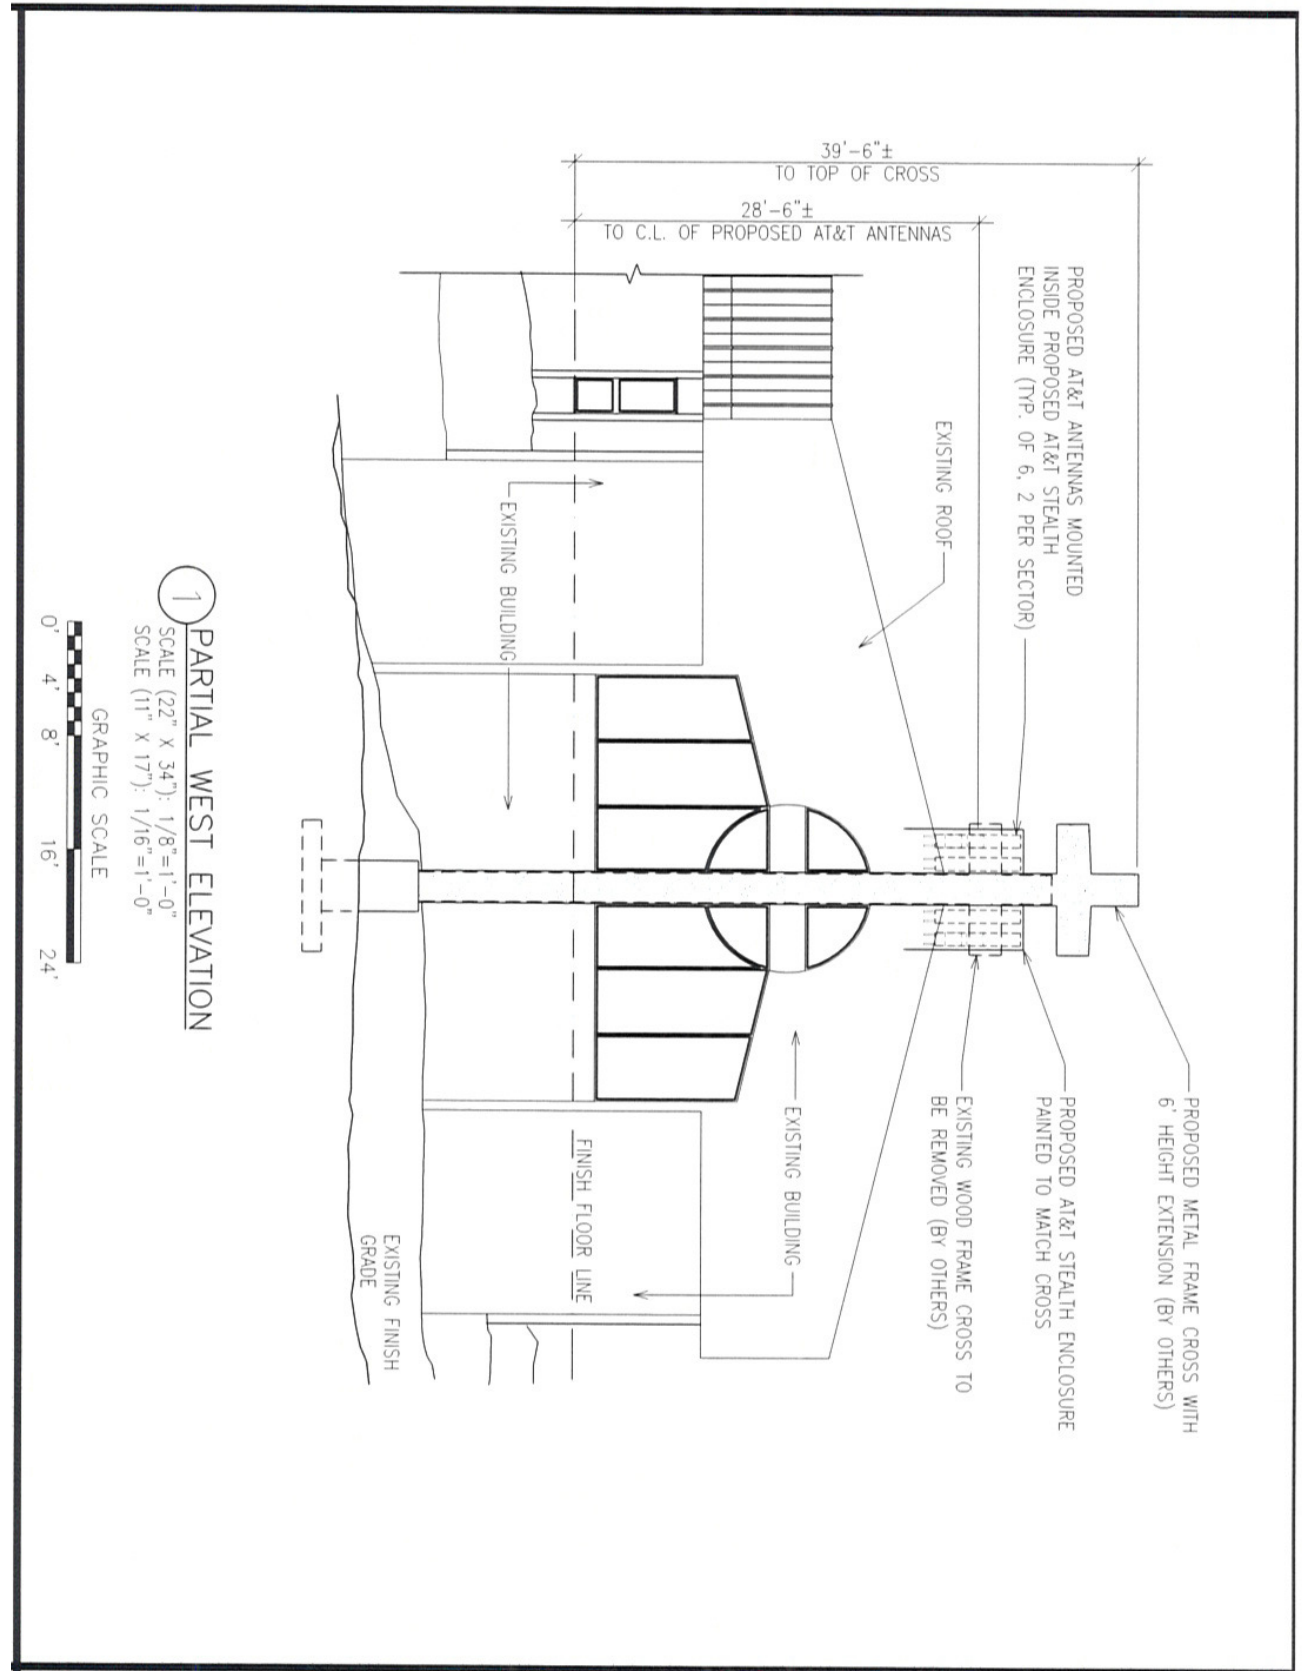 39'-6"±
TO TOP OF CROSS
28'-6"±
TO C.L. OF PROPOSED AT&T ANTENNAS
PROPOSED AT&T ANTENNAS MOUNTED
INSIDE PROPOSED AT&T STEALTH
ENCLOSURE (TYP. OF 6, 2 PER SECTOR)
EXISTING ROOF
PROPOSED METAL FRAME CROSS WITH
6' HEIGHT EXTENSION (BY OTHERS)
PROPOSED AT&T STEALTH ENCLOSURE
PAINTED TO MATCH CROSS
EXISTING WOOD FRAME CROSS TO
BE REMOVED (BY OTHERS)
EXISTING BUILDING
EXISTING BUILDING
FINISH FLOOR LINE
EXISTING FINISH
GRADE
1
PARTIAL WEST ELEVATION
SCALE (22" X 34"): 1/8"=1'-0"
SCALE (11" X 17"): 1/16"=1'-0"
GRAPHIC SCALE
0' 4' 8' 16' 24'